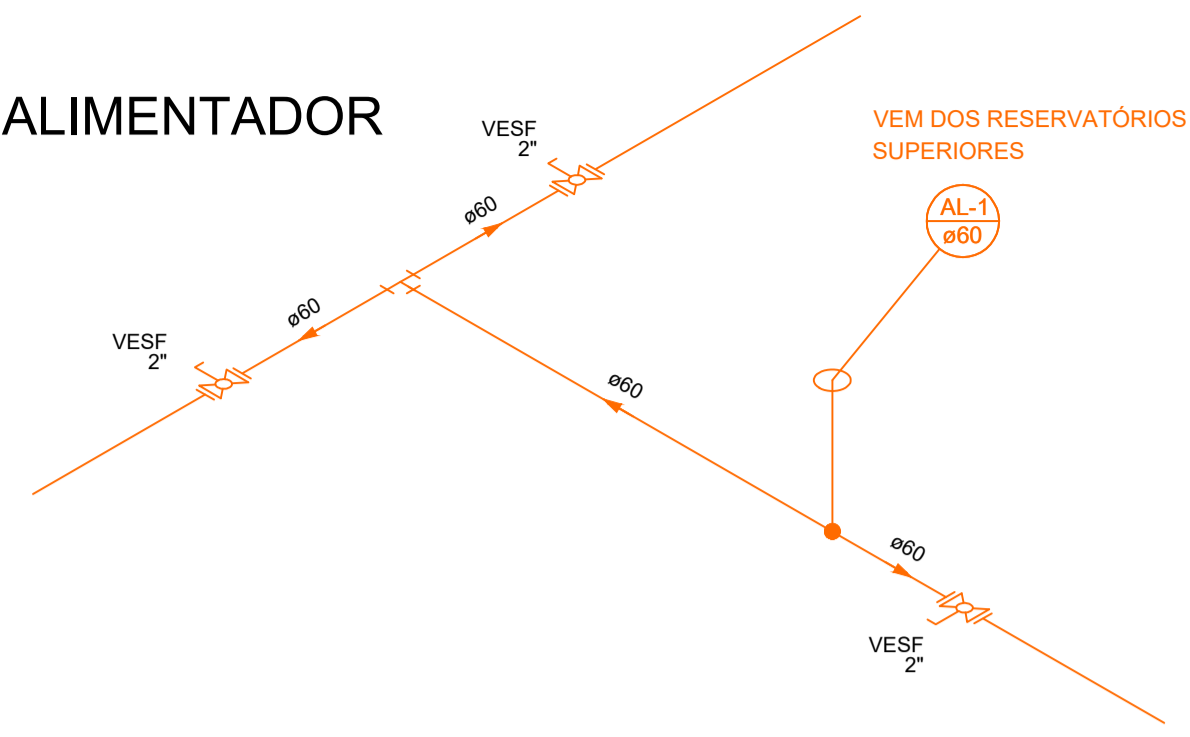 ALIMENTADOR
VESF
2"
VEM DOS RESERVATÓRIOS
SUPERIORES
AL-1
ø60
ø60
ø60
VESF
2"
ø60
ø60
VESF
2"